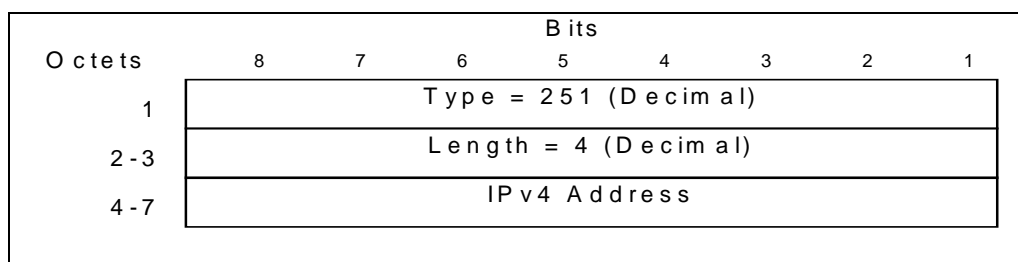 Bits
Octets 8 7 6 5 4 3 2 1
1 Type = 251 (Decimal)
2-3 Length = 4 (Decimal)
4-7 IPv4 Address